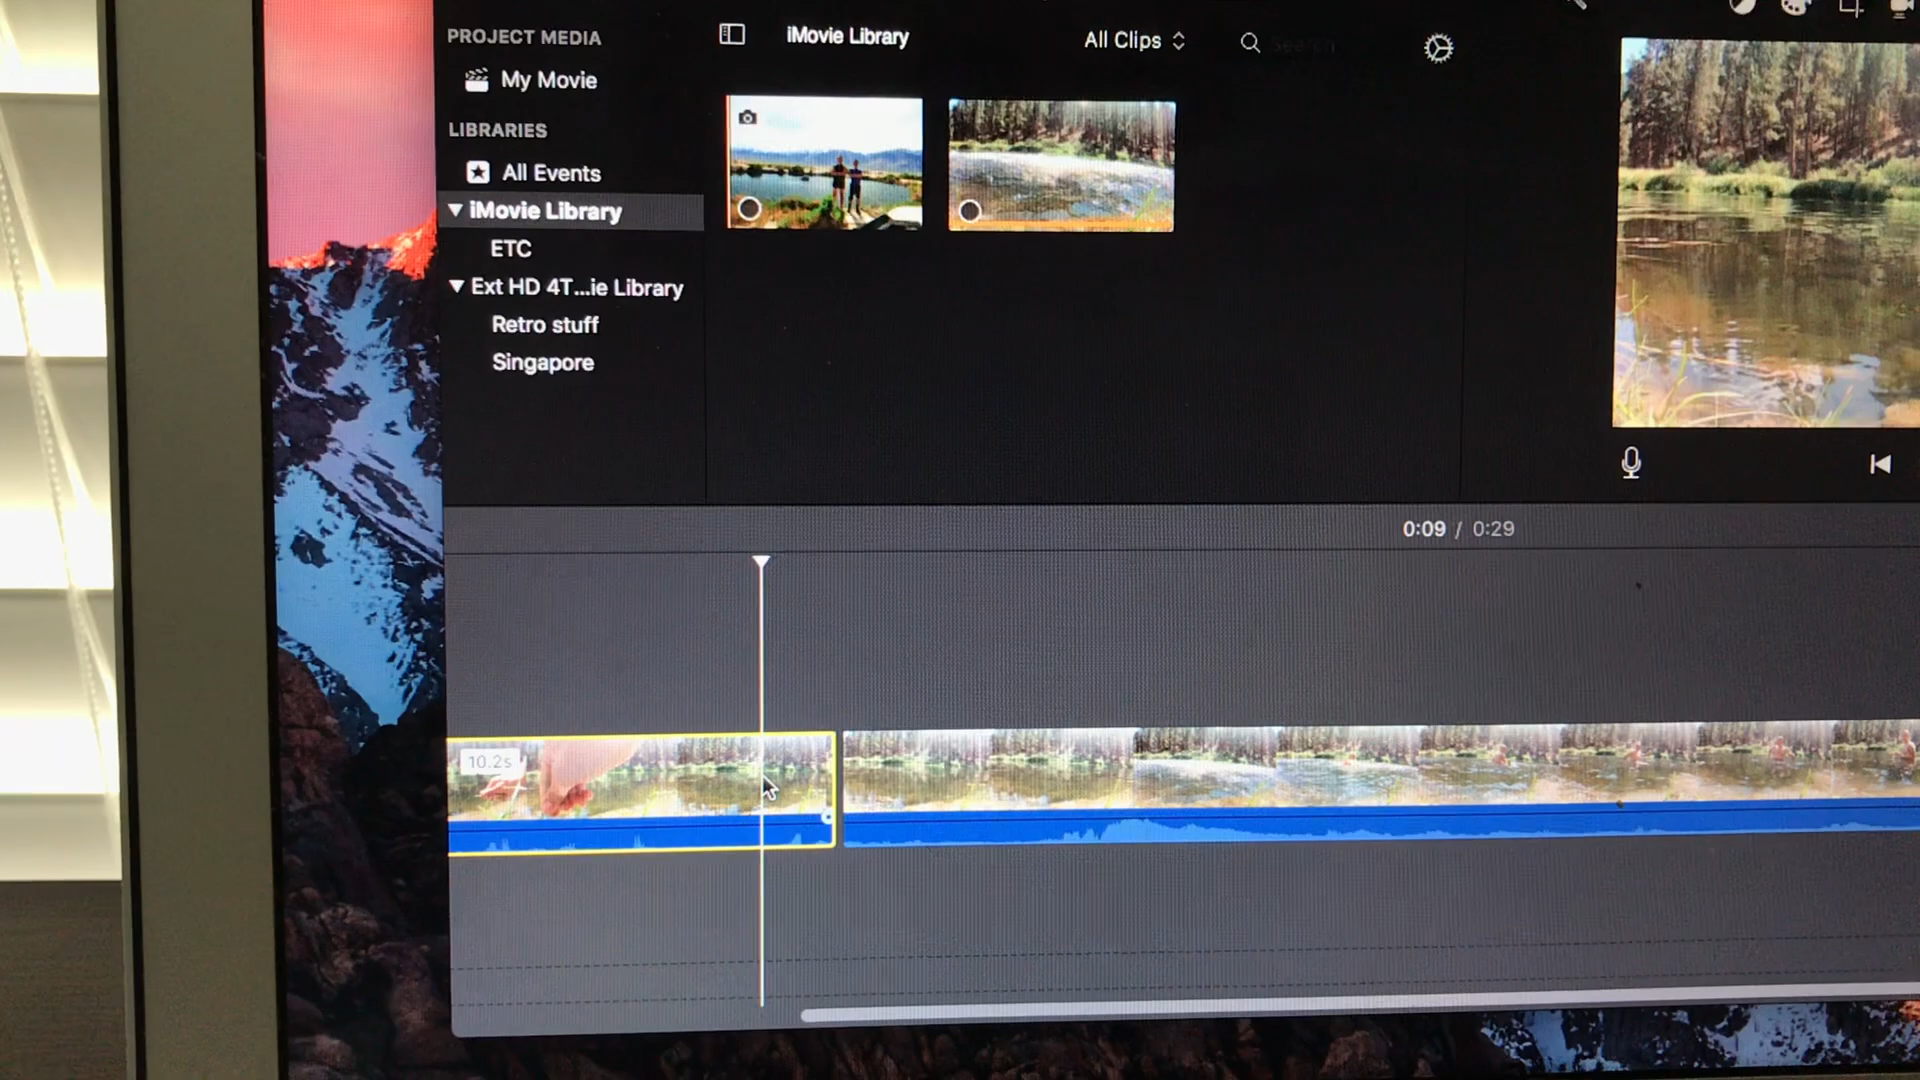 PROJECT MEDIA
My Movie
LIBRARIES
All Events
iMovie Library
ETC
Ext HD 4T...ie Library
Retro stuff
Singapore
iMovie Library
All Clips
Search
0:09 / 0:29
10.2s